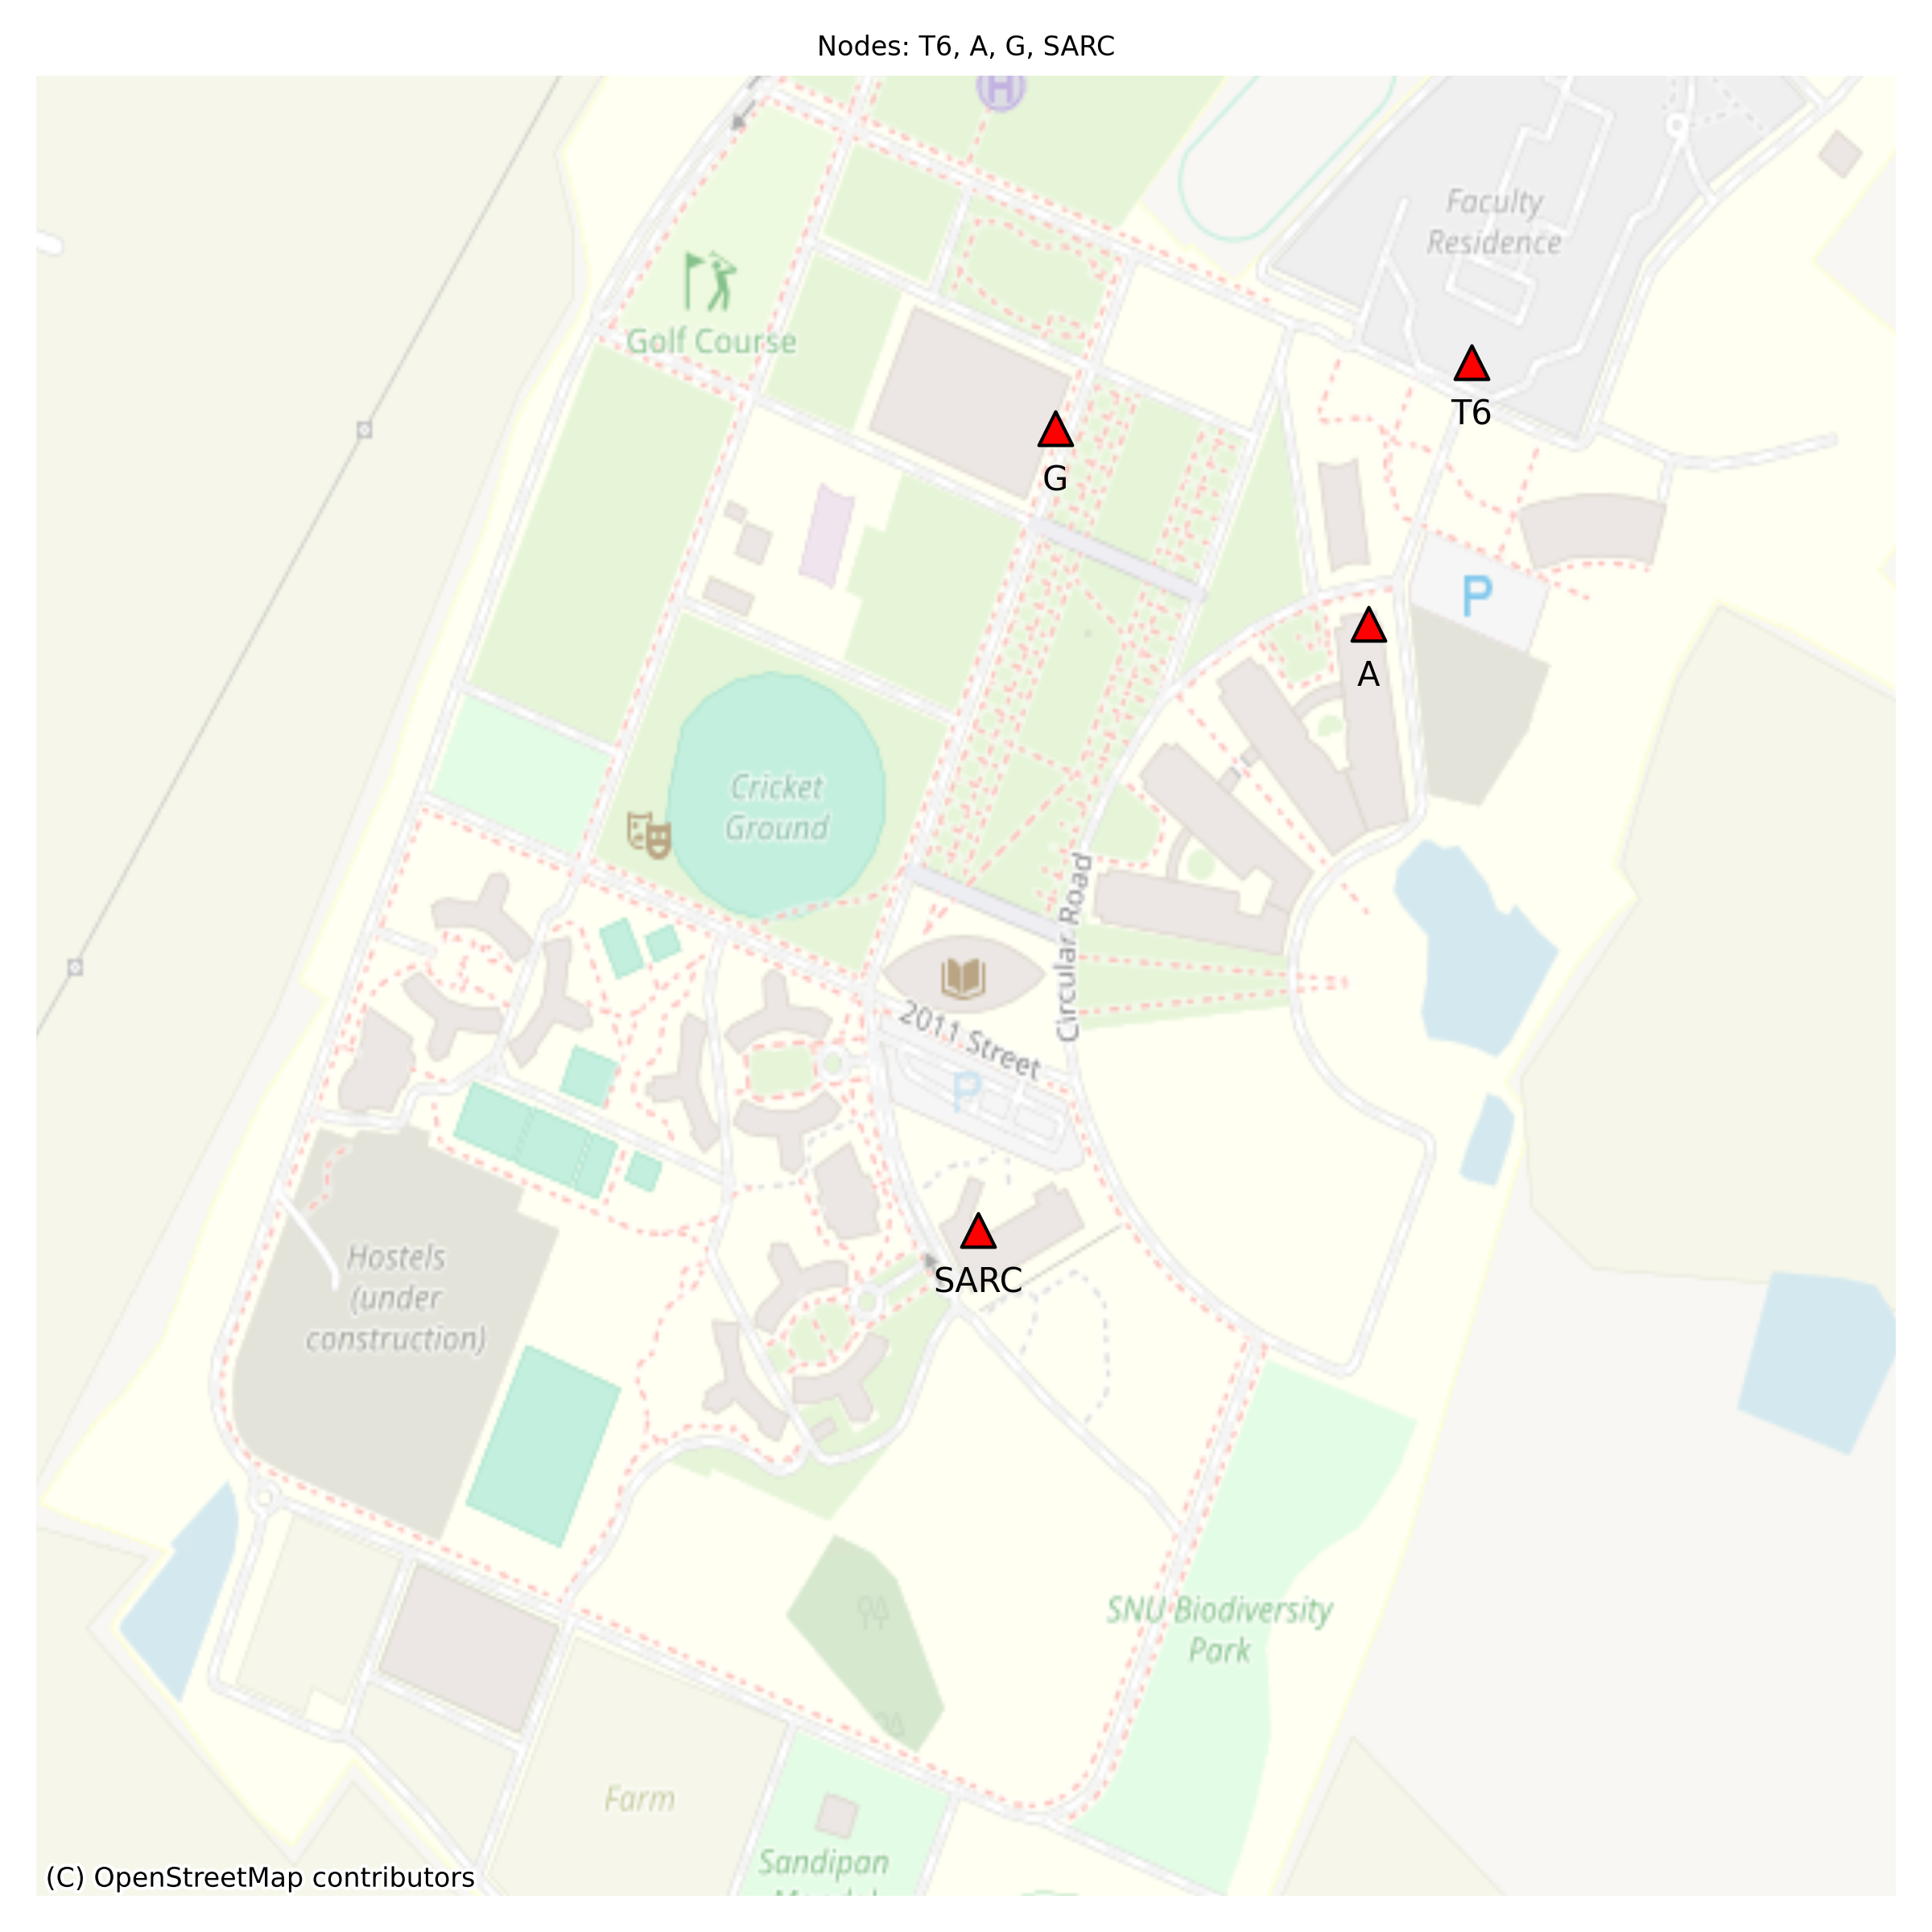 Nodes: T6, A, G, SARC
H
Faculty
Residence
Golf Course
T6
G
P
A
Cricket
Ground
Circular Road
2011 Street
P
SARC
Hostels
(under
construction)
SNU Biodiversity
Park
Farm
Sandipan
(C) OpenStreetMap contributors